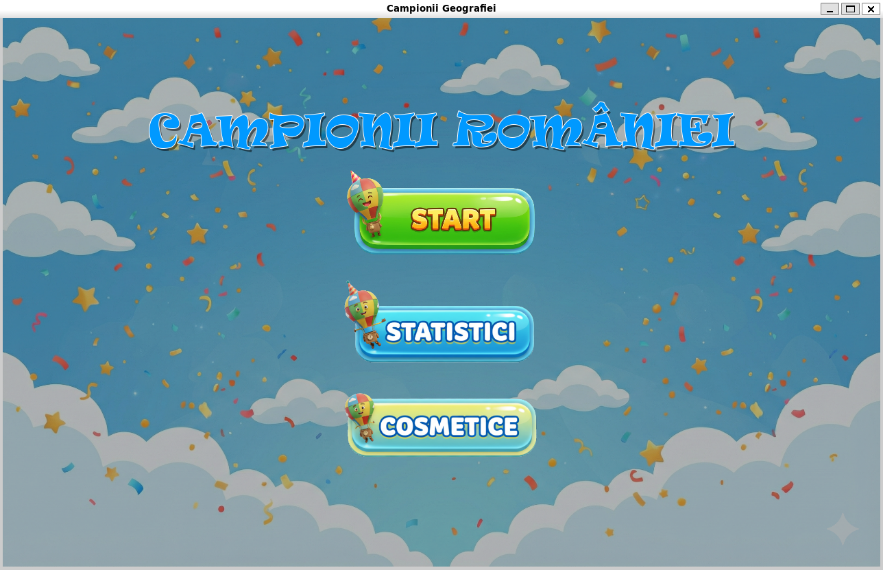 Campionii Geografiei
CAMPIONII ROMÂNIEI
START
STATISTICI
COSMETICE